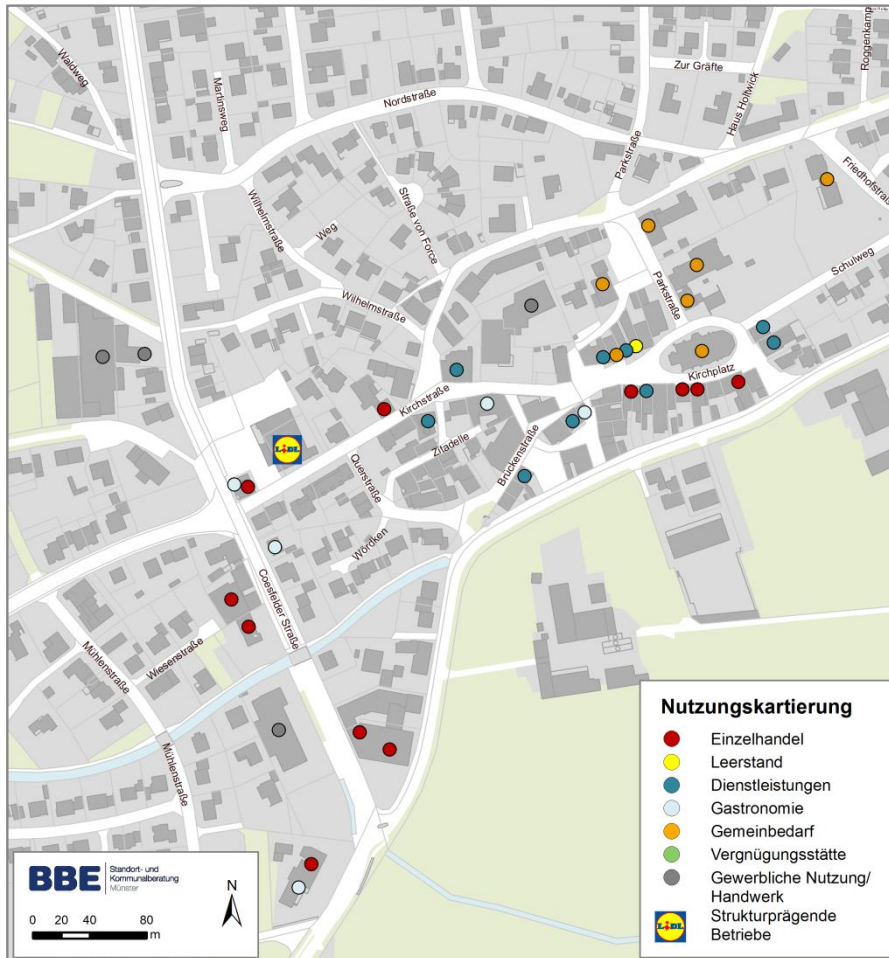 Waldweg
Martinsweg
Nordstraße
Zur Gräfte
Haus Holtwick
Roggenkamp
Parkstraße
Friedhofstraße
Wilhelmstraße
Weg
Straße von Force
Schulweg
Parkstraße
Wilhelmstraße
Kirchplatz
Kirchstraße
LIDL
Zitadelle
Brückenstraße
Querstraße
Wördken
Coesfelder Straße
Mühlenstraße
Wiesenstraße
Mühlenstraße
Nutzungskartierung
Einzelhandel
Leerstand
Dienstleistungen
Gastronomie
Gemeinbedarf
Vergnügungsstätte
Gewerbliche Nutzung/
Handwerk
LIDL
Strukturprägende
Betriebe
BBE
Standort- und
Kommunalberatung
Münster
N
0 20 40 80
m